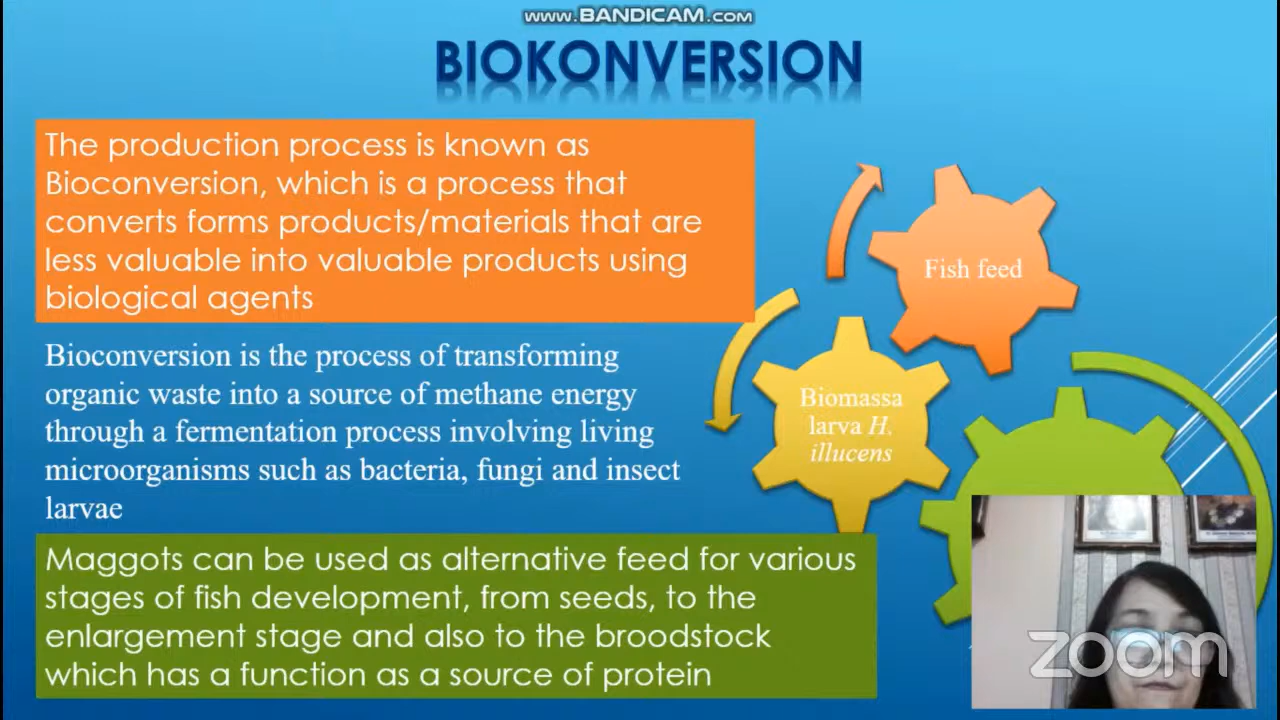 www.BANDICAM.com
BIOKONVERSION
The production process is known as
Bioconversion, which is a process that
converts forms products/materials that are
less valuable into valuable products using
biological agents
Bioconversion is the process of transforming
organic waste into a source of methane energy
through a fermentation process involving living
microorganisms such as bacteria, fungi and insect
larvae
Maggots can be used as alternative feed for various
stages of fish development, from seeds, to the
enlargement stage and also to the broodstock
which has a function as a source of protein
Fish feed
Biomassa
larva H.
illucens
zoom